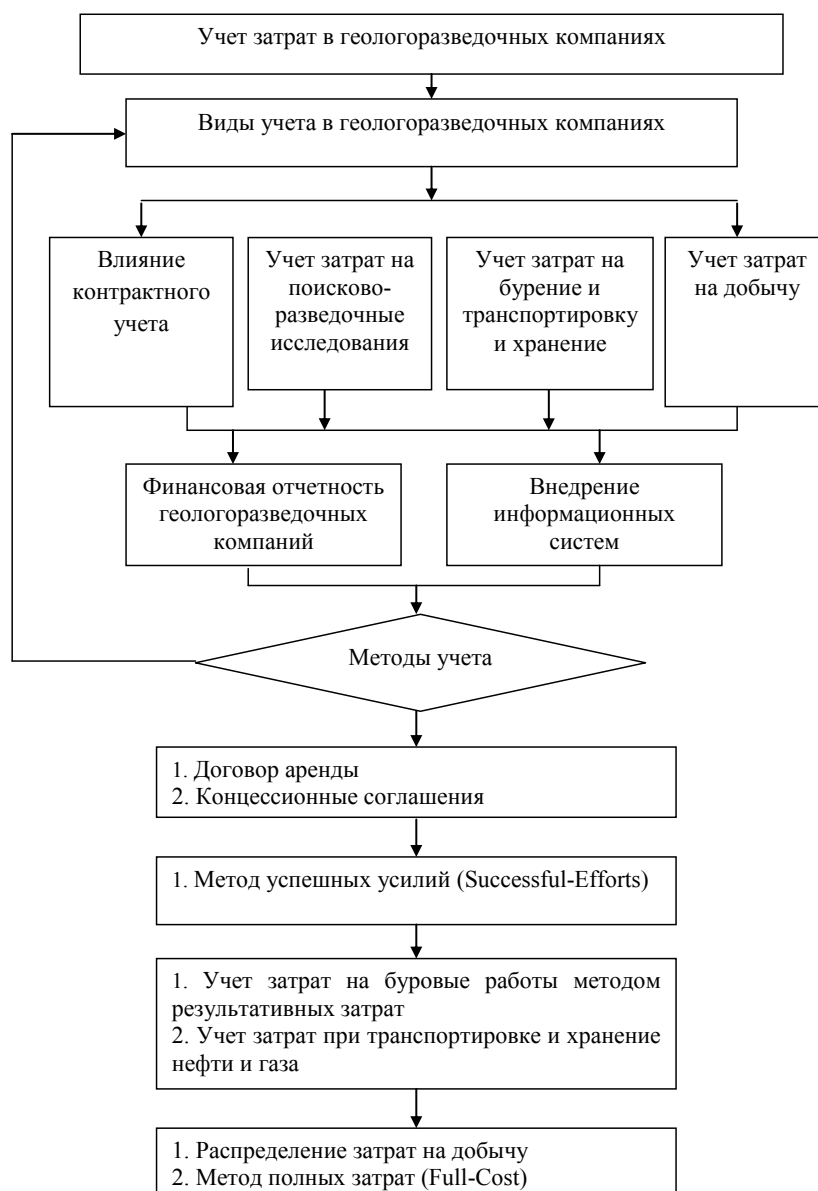 Учет затрат в геологоразведочных компаниях
Виды учета в геологоразведочных компаниях
Влияние
контрактного
учета
Учет затрат на
поисково-
разведочные
исследования
Учет затрат на
бурение и
транспортировку
и хранение
Учет затрат
на добычу
Финансовая отчетность
геологоразведочных
компаний
Внедрение
информационных
систем
Методы учета
1. Договор аренды
2. Концессионные соглашения
1. Метод успешных усилий (Successful-Efforts)
1. Учет затрат на буровые работы методом
результативных затрат
2. Учет затрат при транспортировке и хранение
нефти и газа
1. Распределение затрат на добычу
2. Метод полных затрат (Full-Cost)